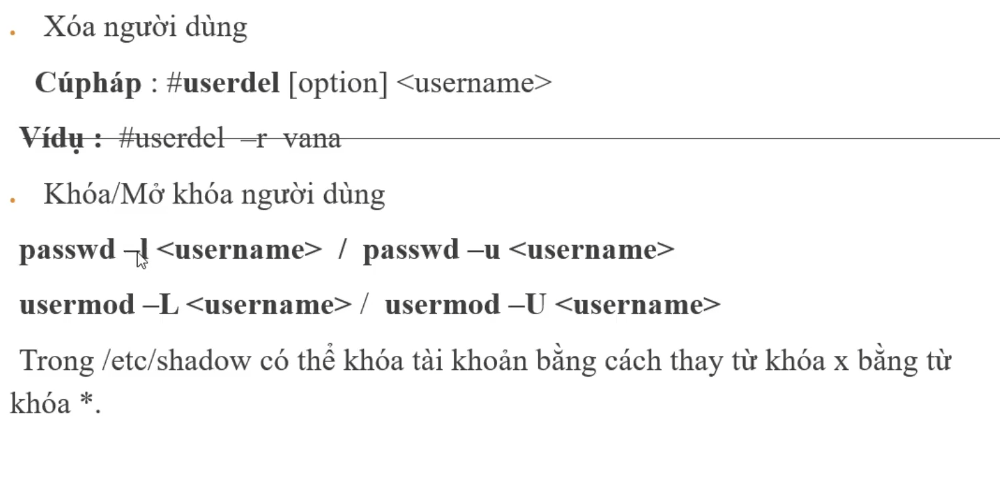 • Xóa người dùng
Cúpháp : #userdel [option] <username>
Vídụ : #userdel –r vana
• Khóa/Mở khóa người dùng
passwd –l <username> / passwd –u <username>
usermod –L <username> / usermod –U <username>
Trong /etc/shadow có thể khóa tài khoản bằng cách thay từ khóa x bằng từ
khóa *.